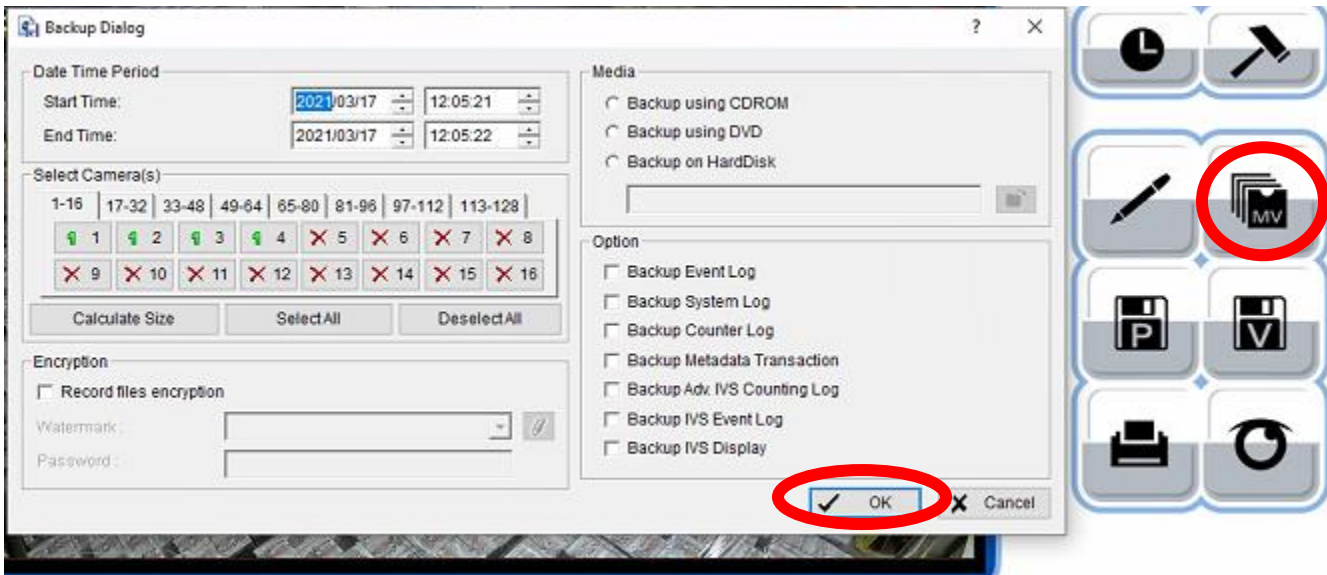 Backup Dialog
Date Time Period
Start Time: 2021/03/17 12:05:21
End Time: 2021/03/17 12:05:22
Select Camera(s)
1-16 17-32 33-48 49-64 65-80 81-96 97-112 113-128
1 2 3 4 5 6 7 8
9 10 11 12 13 14 15 16
Calculate Size Select All Deselect All
Encryption
Record files encryption
Watermark :
Password :
Media
Backup using CDROM
Backup using DVD
Backup on HardDisk
Option
Backup Event Log
Backup System Log
Backup Counter Log
Backup Metadata Transaction
Backup Adv. IVS Counting Log
Backup IVS Event Log
Backup IVS Display
OK Cancel
MV
P V